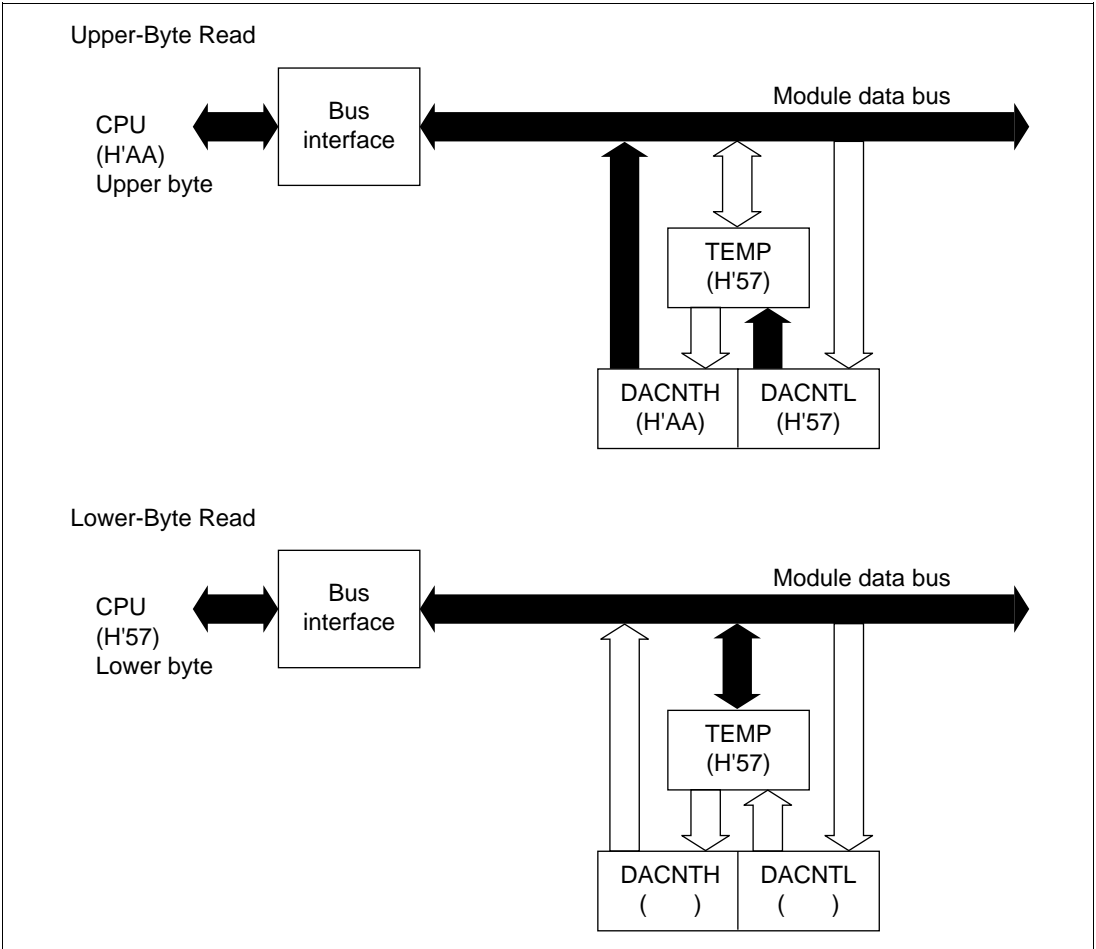 Upper-Byte Read
CPU
(H'AA)
Upper byte
Bus
interface
Module data bus
TEMP
(H'57)
DACNTH
(H'AA)
DACNTL
(H'57)
Lower-Byte Read
CPU
(H'57)
Lower byte
Bus
interface
Module data bus
TEMP
(H'57)
DACNTH
( )
DACNTL
( )